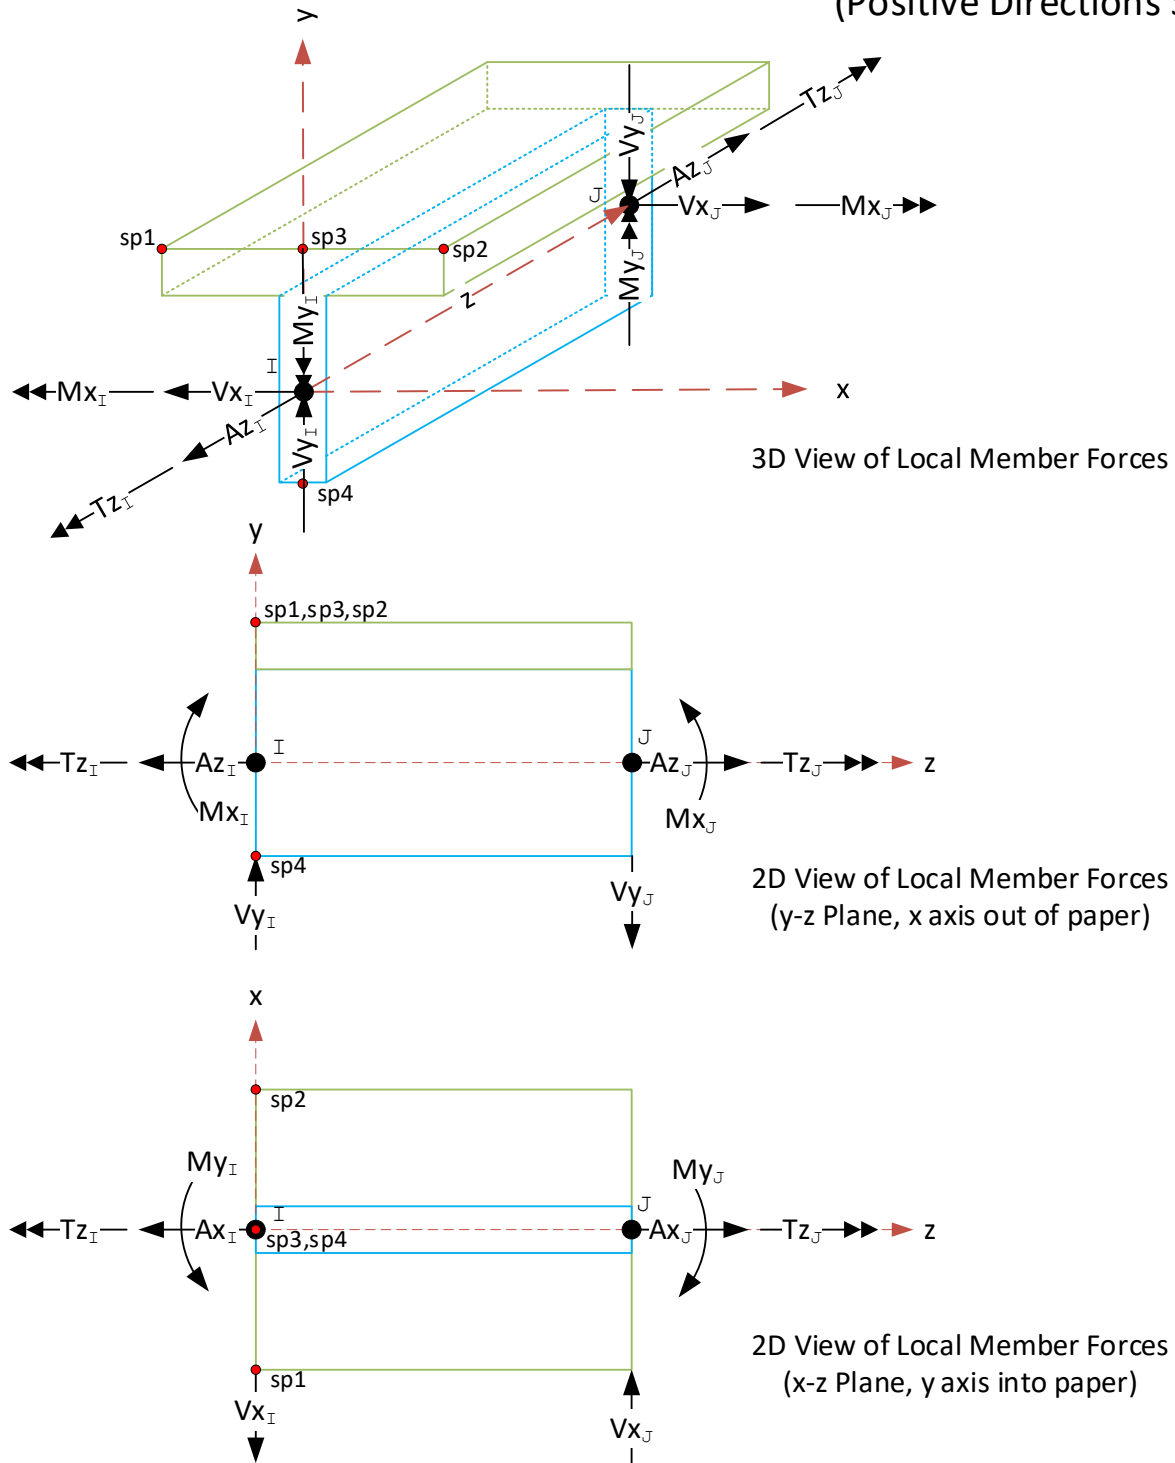 (Positive Directions
y
Tz_J
Vy_J
Az_J
J
Vx_J
Mx_J
sp1
sp3
sp2
My_J
z
My_I
I
Mx_I
Vx_I
x
Az_I
Vy_I
3D View of Local Member Forces
sp4
Tz_I
y
sp1,sp3,sp2
I
J
Tz_I
Az_I
Az_J
Tz_J
z
Mx_I
Mx_J
sp4
Vy_I
Vy_J
2D View of Local Member Forces
(y-z Plane, x axis out of paper)
x
sp2
My_I
My_J
I
J
Tz_I
Ax_I
Ax_J
Tz_J
z
sp3,sp4
2D View of Local Member Forces
(x-z Plane, y axis into paper)
sp1
Vx_I
Vx_J